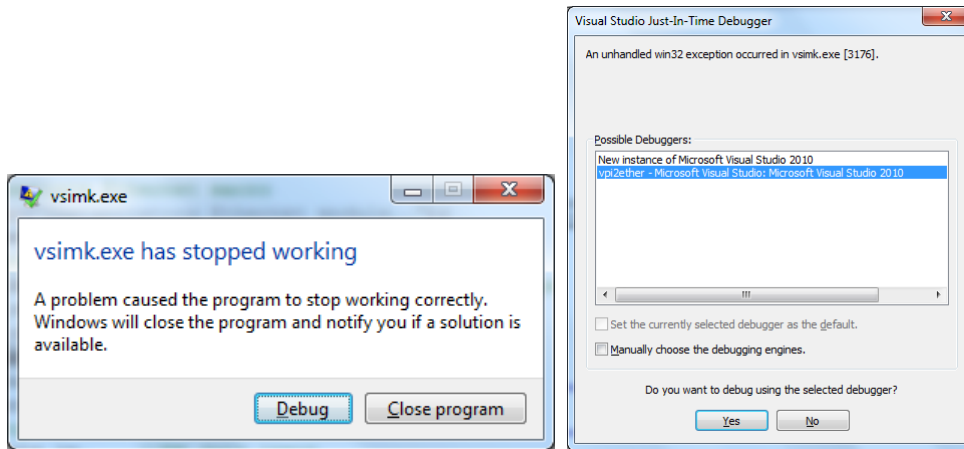 vsimk.exe
vsimk.exe has stopped working
A problem caused the program to stop working correctly.
Windows will close the program and notify you if a solution is
available.
Debug
Close program
Visual Studio Just-In-Time Debugger
An unhandled win32 exception occurred in vsimk.exe [3176].
Possible Debuggers:
New instance of Microsoft Visual Studio 2010
vpi2ether - Microsoft Visual Studio: Microsoft Visual Studio 2010
Set the currently selected debugger as the default.
Manually choose the debugging engines.
Do you want to debug using the selected debugger?
Yes
No